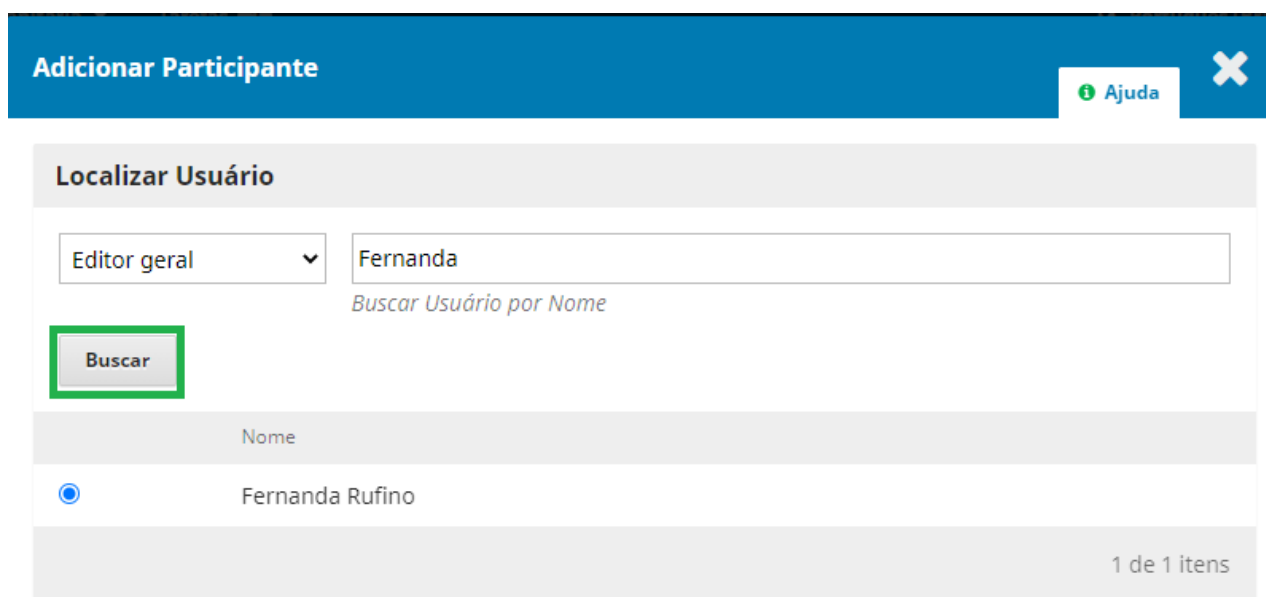 Adicionar Participante
Ajuda
Localizar Usuário
Editor geral
Fernanda
Buscar Usuário por Nome
Buscar
Nome
Fernanda Rufino
1 de 1 itens